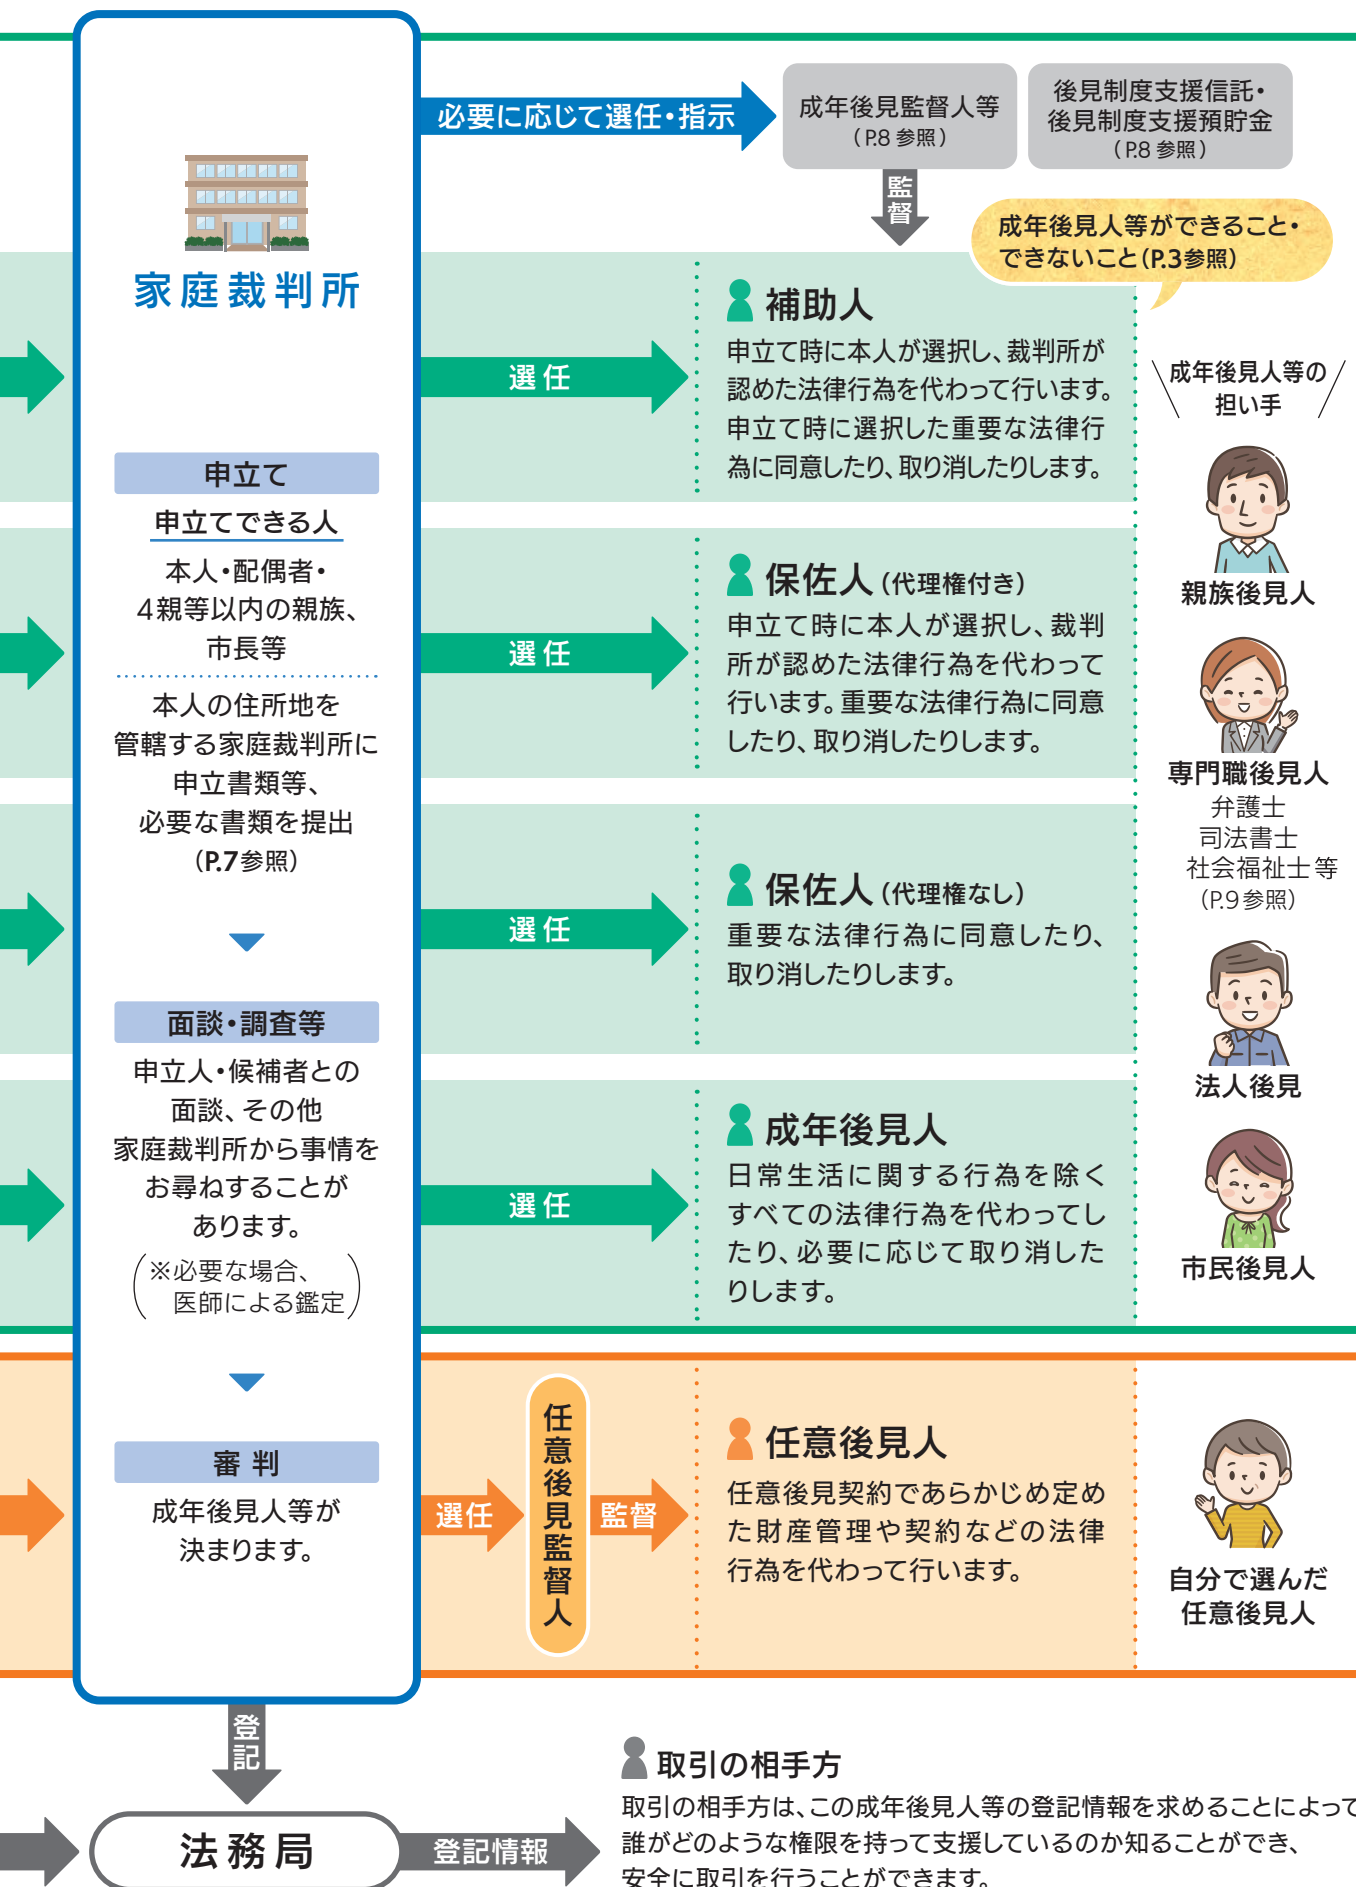 必要に応じて選任・指示
成年後見監督人等
（P.8 参照）
後見制度支援信託・
後見制度支援預貯金
（P.8 参照）
監督
成年後見人等ができること・
できないこと（P.3参照）
家庭裁判所
申立て
申立てできる人
本人・配偶者・
4親等以内の親族、
市長等
本人の住所地を
管轄する家庭裁判所に
申立書類等、
必要な書類を提出
（P.7参照）
面談・調査等
申立人・候補者との
面談、その他
家庭裁判所から事情を
お尋ねすることが
あります。
※必要な場合、
医師による鑑定
審判
成年後見人等が
決まります。
選任
補助人
申立て時に本人が選択し、裁判所が
認めた法律行為を代わって行います。
申立て時に選択した重要な法律行
為に同意したり、取り消したりします。
選任
保佐人（代理権付き）
申立て時に本人が選択し、裁判
所が認めた法律行為を代わって
行います。重要な法律行為に同意
したり、取り消したりします。
選任
保佐人（代理権なし）
重要な法律行為に同意したり、
取り消したりします。
選任
成年後見人
日常生活に関する行為を除く
すべての法律行為を代わってし
たり、必要に応じて取り消した
りします。
成年後見人等の
担い手
親族後見人
専門職後見人
弁護士
司法書士
社会福祉士等
（P.9参照）
法人後見
市民後見人
選任
任意後見監督人
監督
任意後見人
任意後見契約であらかじめ定め
た財産管理や契約などの法律
行為を代わって行います。
自分で選んだ
任意後見人
登記
法務局
登記情報
取引の相手方
取引の相手方は、この成年後見人等の登記情報を求めることによって
誰がどのような権限を持って支援しているのか知ることができ、
安全に取引を行うことができます。